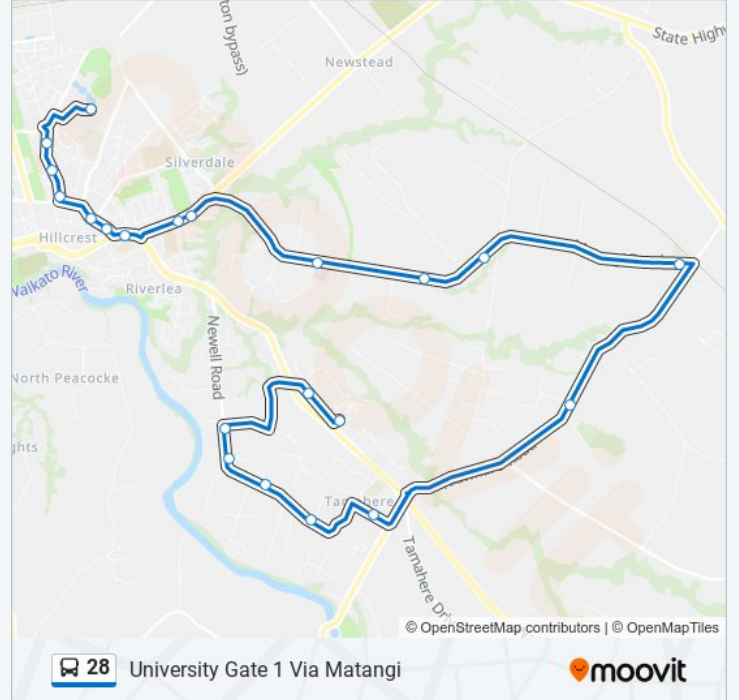 ton bypass)
State High
Newstead
Silverdale
Hillcrest
Waikato River
Riverlea
Newell Road
North Peacocke
ghts
Tamahere
Tamahere Dri
© OpenStreetMap contributors | © OpenMapTiles
28 University Gate 1 Via Matangi
moovit